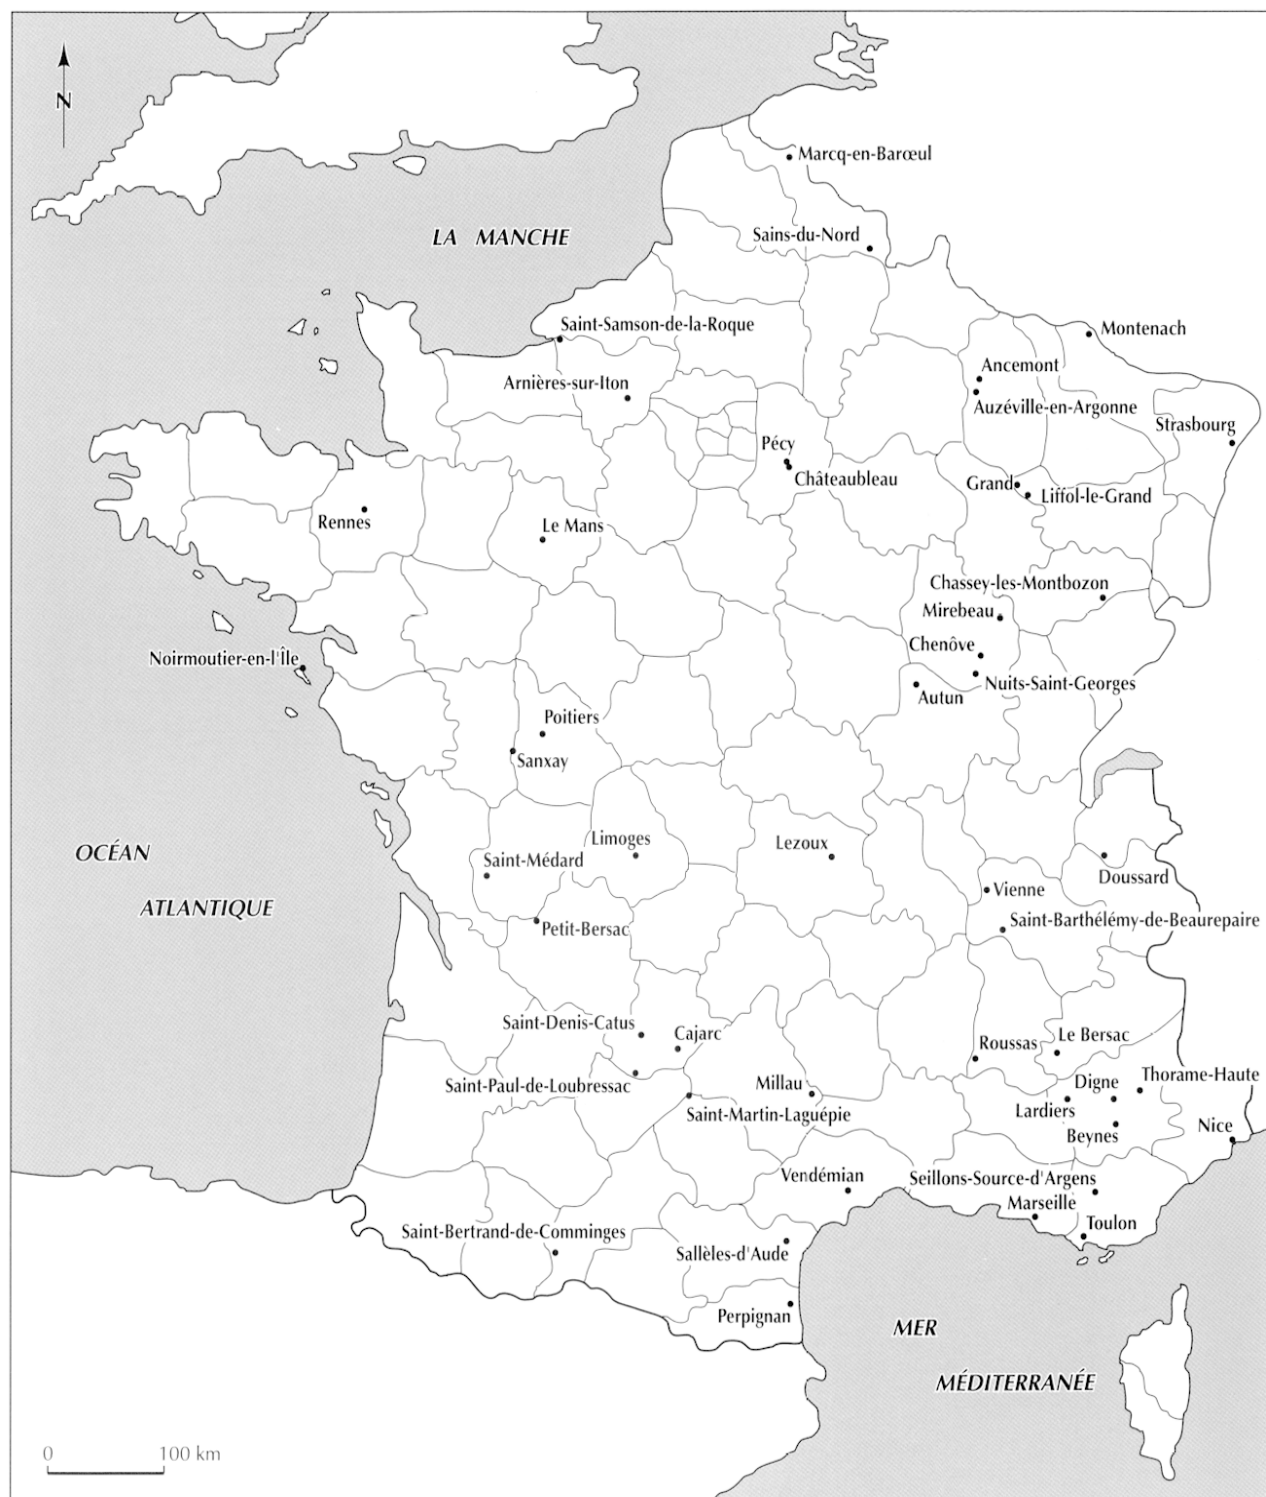 N
Marcq-en-Barœul
LA MANCHE
Sains-du-Nord
Saint-Samson-de-la-Roque
Montenach
Ancemont
Arnières-sur-Iton
Auzéville-en-Argonne
Strasbourg
Pécy
Châteaubleau
Grand
Liffol-le-Grand
Rennes
Le Mans
Chassey-les-Montbozon
Mirebeau
Chenôve
Noirmoutier-en-l'Île
Nuits-Saint-Georges
Autun
Poitiers
Sanxay
OCÉAN
ATLANTIQUE
Limoges
Lezoux
Saint-Médard
Doussard
Vienne
Petit-Bersac
Saint-Barthélémy-de-Beaurepaire
Saint-Denis-Catus
Cajarc
Roussas
Le Bersac
Saint-Paul-de-Loubressac
Millau
Digne
Thorame-Haute
Saint-Martin-Laguépie
Lardiers
Beynes
Nice
Vendémian
Seillons-Source-d'Argens
Marseille
Toulon
Saint-Bertrand-de-Comminges
Sallèles-d'Aude
Perpignan
MER
MÉDITERRANÉE
0 100 km